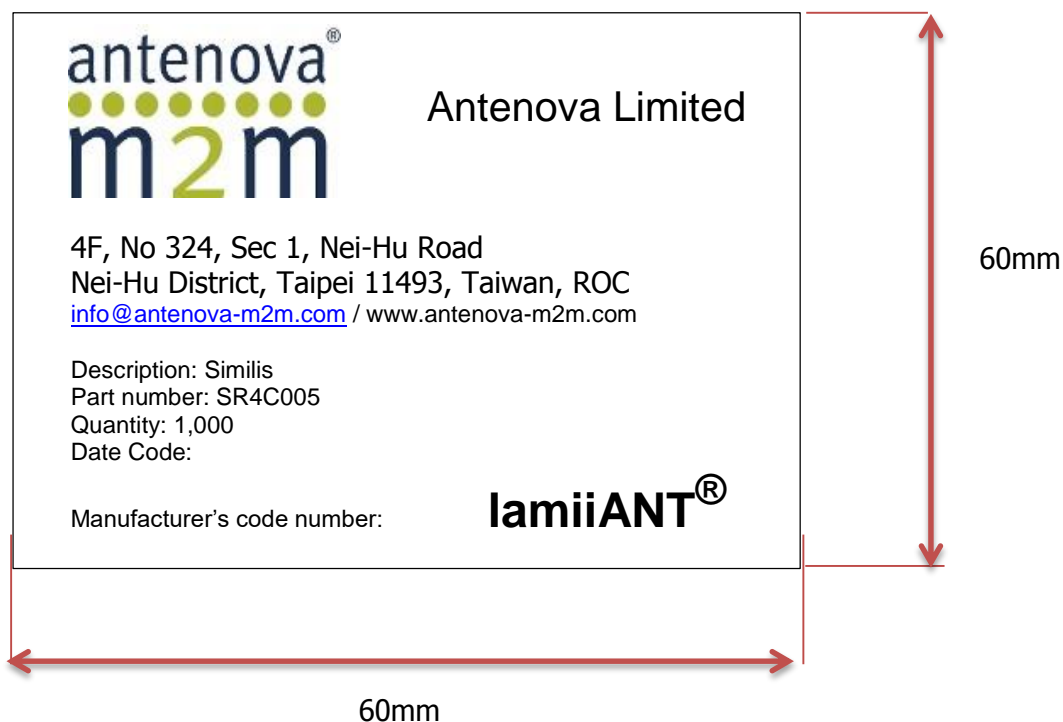 antenova®
m2m
Antenova Limited
4F, No 324, Sec 1, Nei-Hu Road
Nei-Hu District, Taipei 11493, Taiwan, ROC
info@antenova-m2m.com / www.antenova-m2m.com
Description: Similis
Part number: SR4C005
Quantity: 1,000
Date Code:
Manufacturer’s code number:
lamiiANT®
60mm
60mm